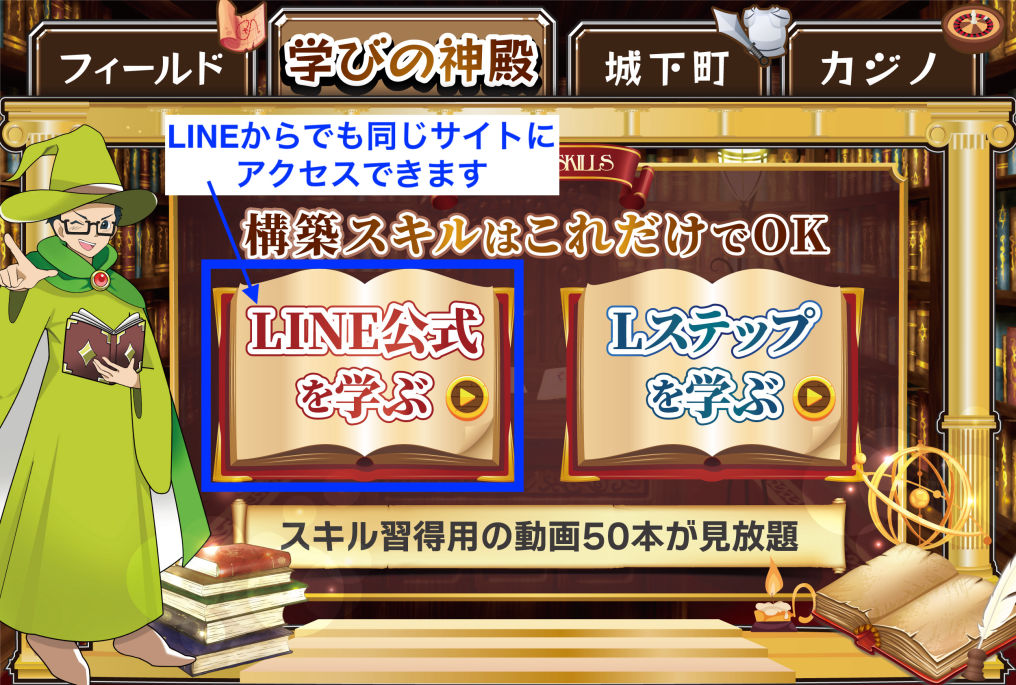 フィールド
学びの神殿
城下町
カジノ
LINEからでも同じサイトに
アクセスできます
SKILLS
構築スキルはこれだけでOK
LINE公式
を学ぶ
Lステップ
を学ぶ
スキル習得用の動画50本が見放題